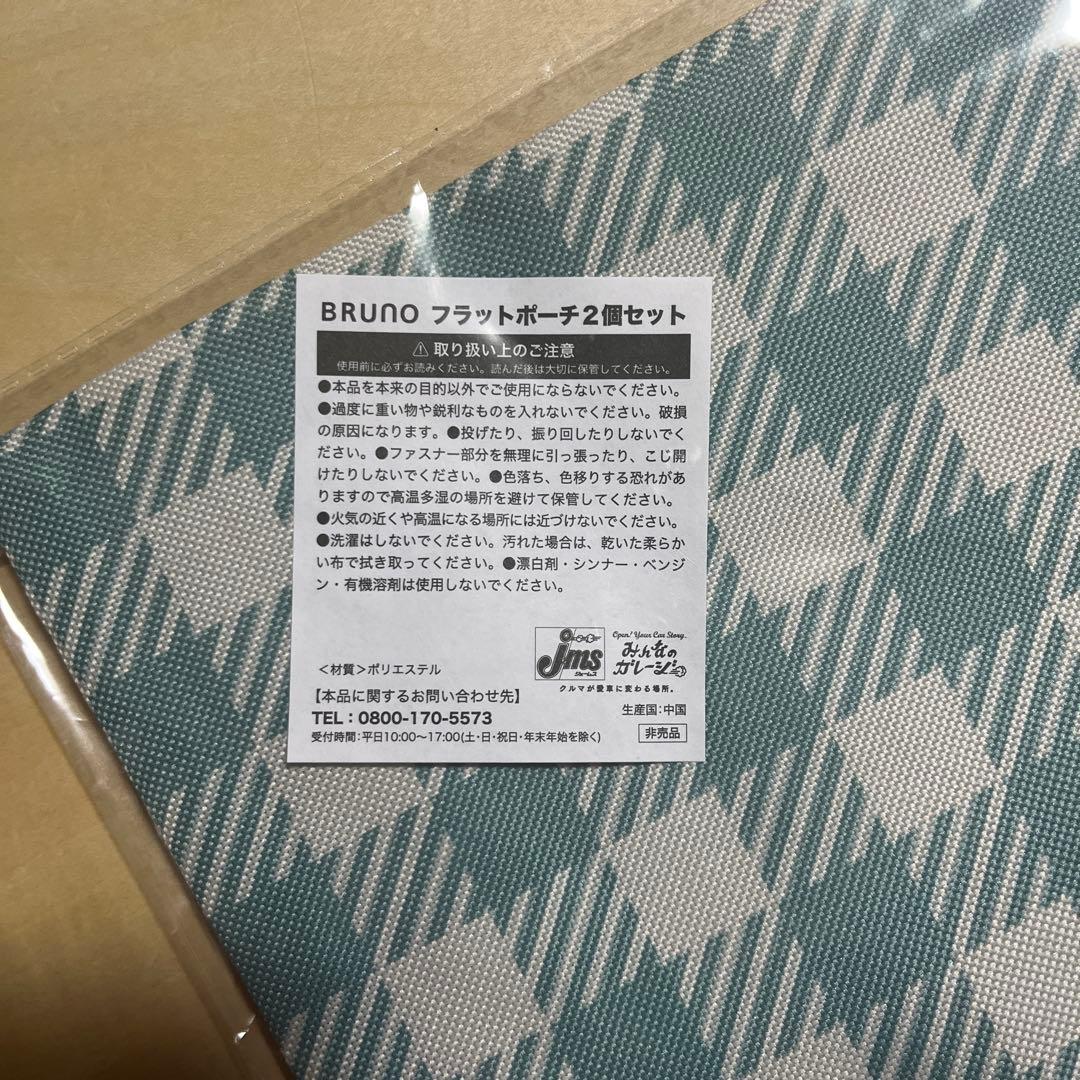 BRUNO フラットポーチ2個セット
⚠ 取り扱い上のご注意
使用前に必ずお読みください。読んだ後は大切に保管してください。
●本品を本来の目的以外でご使用にならないでください。
●過度に重い物や鋭利なものを入れないでください。破損
の原因になります。●投げたり、振り回したりしないでく
ださい。●ファスナー部分を無理に引っ張ったり、こじ開
けたりしないでください。●色落ち、色移りする恐れがあ
りますので高温多湿の場所を避けて保管してください。
●火気の近くや高温になる場所には近づけないでください。
●洗濯はしないでください。汚れた場合は、乾いた柔らか
い布で拭き取ってください。●漂白剤・シンナー・ベンジ
ン・有機溶剤は使用しないでください。
jms
ジェームス
Open! Your Car Story.
みんなの
ガレージ
クルマが愛車に変わる場所。
<材質>ポリエステル
【本品に関するお問い合わせ先】
生産国:中国
TEL:0800-170-5573
受付時間:平日10:00〜17:00(土・日・祝日・年末年始を除く)
非売品